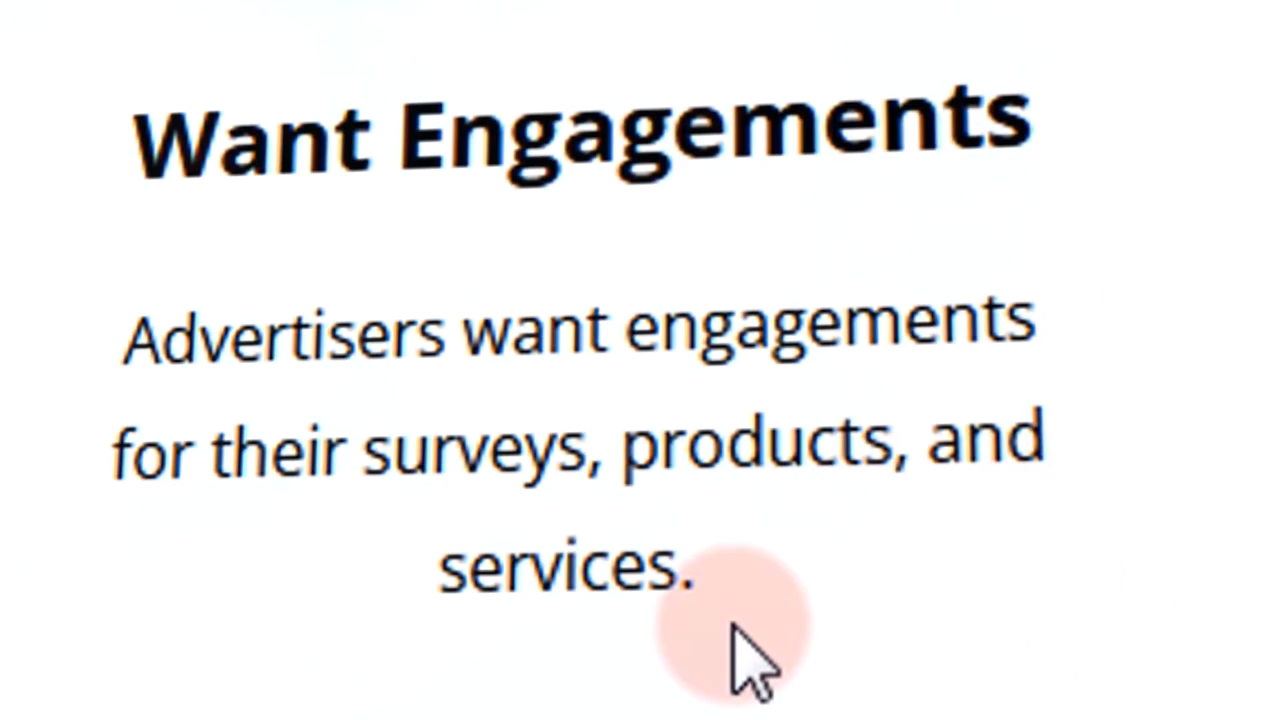 Want Engagements
Advertisers want engagements
for their surveys, products, and
services.